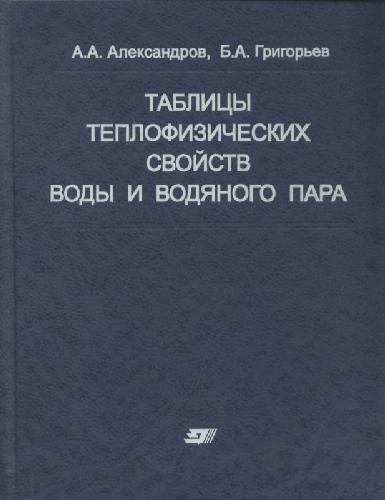 А.А. Александров, Б.А. Григорьев
ТАБЛИЦЫ
ТЕПЛОФИЗИЧЕСКИХ
СВОЙСТВ
ВОДЫ И ВОДЯНОГО ПАРА